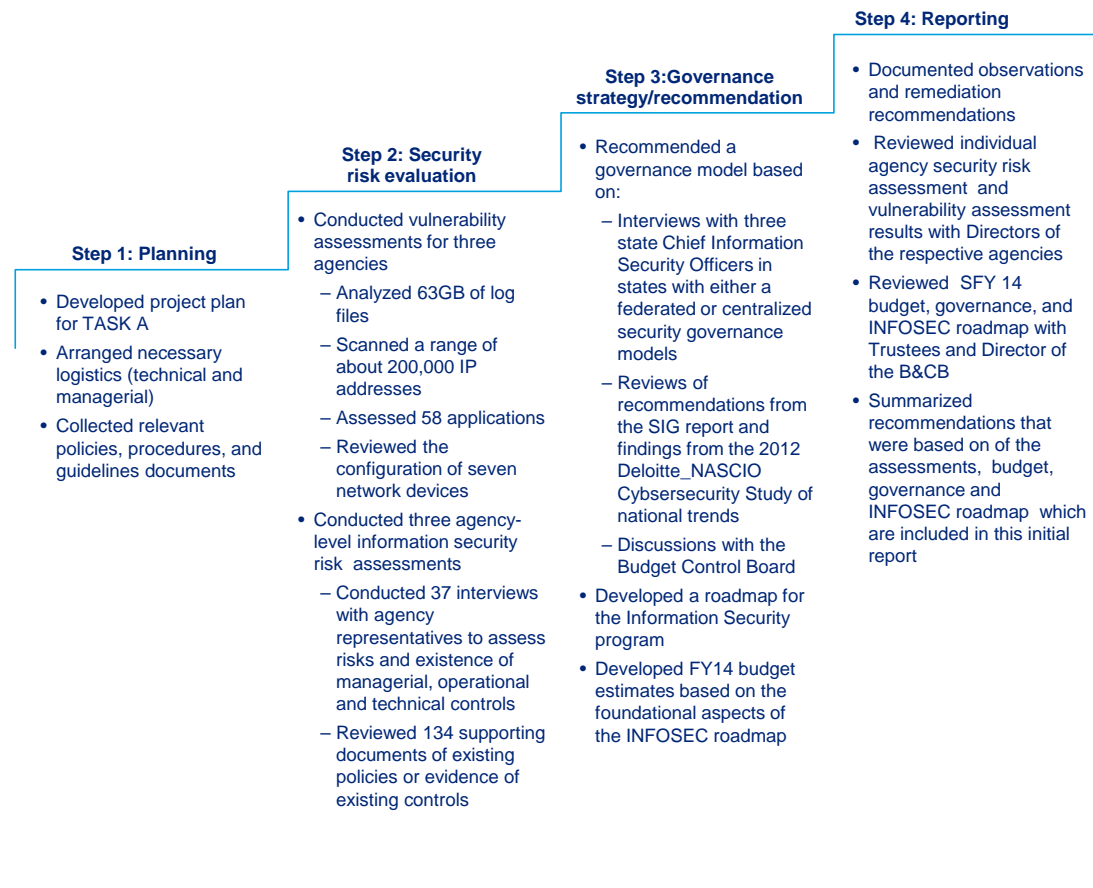 Step 1: Planning
• Developed project plan
for TASK A
• Arranged necessary
logistics (technical and
managerial)
• Collected relevant
policies, procedures, and
guidelines documents
Step 2: Security
risk evaluation
• Conducted vulnerability
assessments for three
agencies
– Analyzed 63GB of log
files
– Scanned a range of
about 200,000 IP
addresses
– Assessed 58 applications
– Reviewed the
configuration of seven
network devices
• Conducted three agency-
level information security
risk assessments
– Conducted 37 interviews
with agency
representatives to assess
risks and existence of
managerial, operational
and technical controls
– Reviewed 134 supporting
documents of existing
policies or evidence of
existing controls
Step 3:Governance
strategy/recommendation
• Recommended a
governance model based
on:
– Interviews with three
state Chief Information
Security Officers in
states with either a
federated or centralized
security governance
models
– Reviews of
recommendations from
the SIG report and
findings from the 2012
Deloitte_NASCIO
Cybsersecurity Study of
national trends
– Discussions with the
Budget Control Board
• Developed a roadmap for
the Information Security
program
• Developed FY14 budget
estimates based on the
foundational aspects of
the INFOSEC roadmap
Step 4: Reporting
• Documented observations
and remediation
recommendations
• Reviewed individual
agency security risk
assessment and
vulnerability assessment
results with Directors of
the respective agencies
• Reviewed SFY 14
budget, governance, and
INFOSEC roadmap with
Trustees and Director of
the B&CB
• Summarized
recommendations that
were based on of the
assessments, budget,
governance and
INFOSEC roadmap which
are included in this initial
report